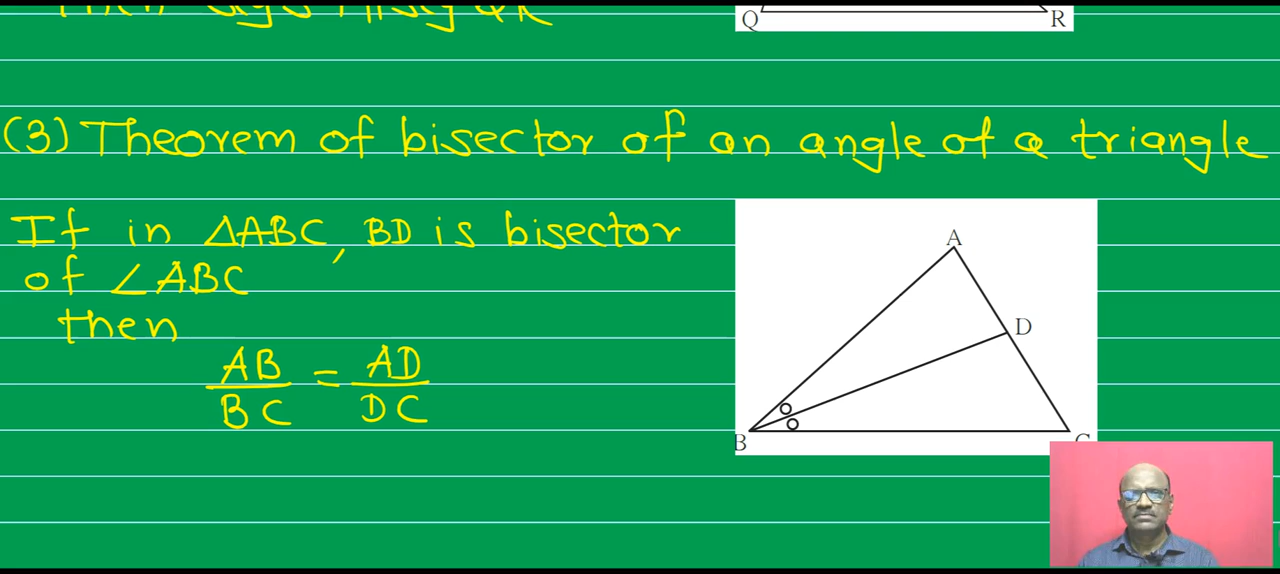 Q R
(3) Theorem of bisector of an angle of a triangle
If in △ABC, BD is bisector
of ∠ABC
then
AB/BC = AD/DC
A
D
B